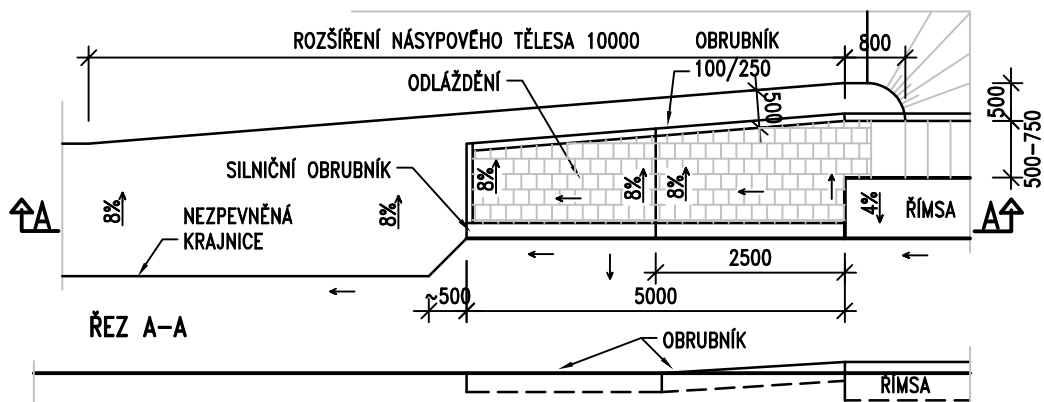 ROZŠÍŘENÍ NÁSYPOVÉHO TĚLESA 10000
OBRUBNÍK
100/250
800
ODLÁŽDĚNÍ
500
500
500-750
SILNIČNÍ OBRUBNÍK
8%
8%
8%
8%
8%
4%
ŘÍMSA
A
A
NEZPEVNĚNÁ
KRAJNICE
2500
~500
5000
ŘEZ A-A
OBRUBNÍK
ŘÍMSA